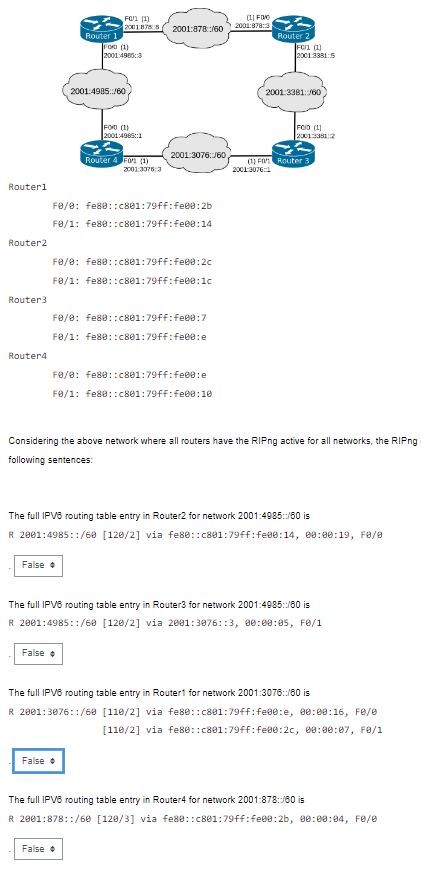 F0/1 (1)
2001:878::8
2001:878::/60
(1) F0/0
2001:878::3
Router 1
Router 2
F0/0 (1)
2001:4985::3
F0/1 (1)
2001:3381::5
2001:4985::/60
2001:3381::/60
F0/0 (1)
2001:4985::1
F0/0 (1)
2001:3381::2
Router 4
F0/1 (1)
2001:3076::3
2001:3076::/60
(1) F0/1
2001:3076::1
Router 3
Router1
F0/0: fe80::c801:79ff:fe00:2b
F0/1: fe80::c801:79ff:fe00:14
Router2
F0/0: fe80::c801:79ff:fe00:2c
F0/1: fe80::c801:79ff:fe00:1c
Router3
F0/0: fe80::c801:79ff:fe00:7
F0/1: fe80::c801:79ff:fe00:e
Router4
F0/0: fe80::c801:79ff:fe00:e
F0/1: fe80::c801:79ff:fe00:10
Considering the above network where all routers have the RIPng active for all networks, the RIPng
following sentences:
The full IPV6 routing table entry in Router2 for network 2001:4985::/60 is
R 2001:4985::/60 [120/2] via fe80::c801:79ff:fe00:14, 00:00:19, F0/0
. False
The full IPV6 routing table entry in Router3 for network 2001:4985::/60 is
R 2001:4985::/60 [120/2] via 2001:3076::3, 00:00:05, F0/1
. False
The full IPV6 routing table entry in Router1 for network 2001:3076::/60 is
R 2001:3076::/60 [110/2] via fe80::c801:79ff:fe00:e, 00:00:16, F0/0
[110/2] via fe80::c801:79ff:fe00:2c, 00:00:07, F0/1
. False
The full IPV6 routing table entry in Router4 for network 2001:878::/60 is
R 2001:878::/60 [120/3] via fe80::c801:79ff:fe00:2b, 00:00:04, F0/0
. False